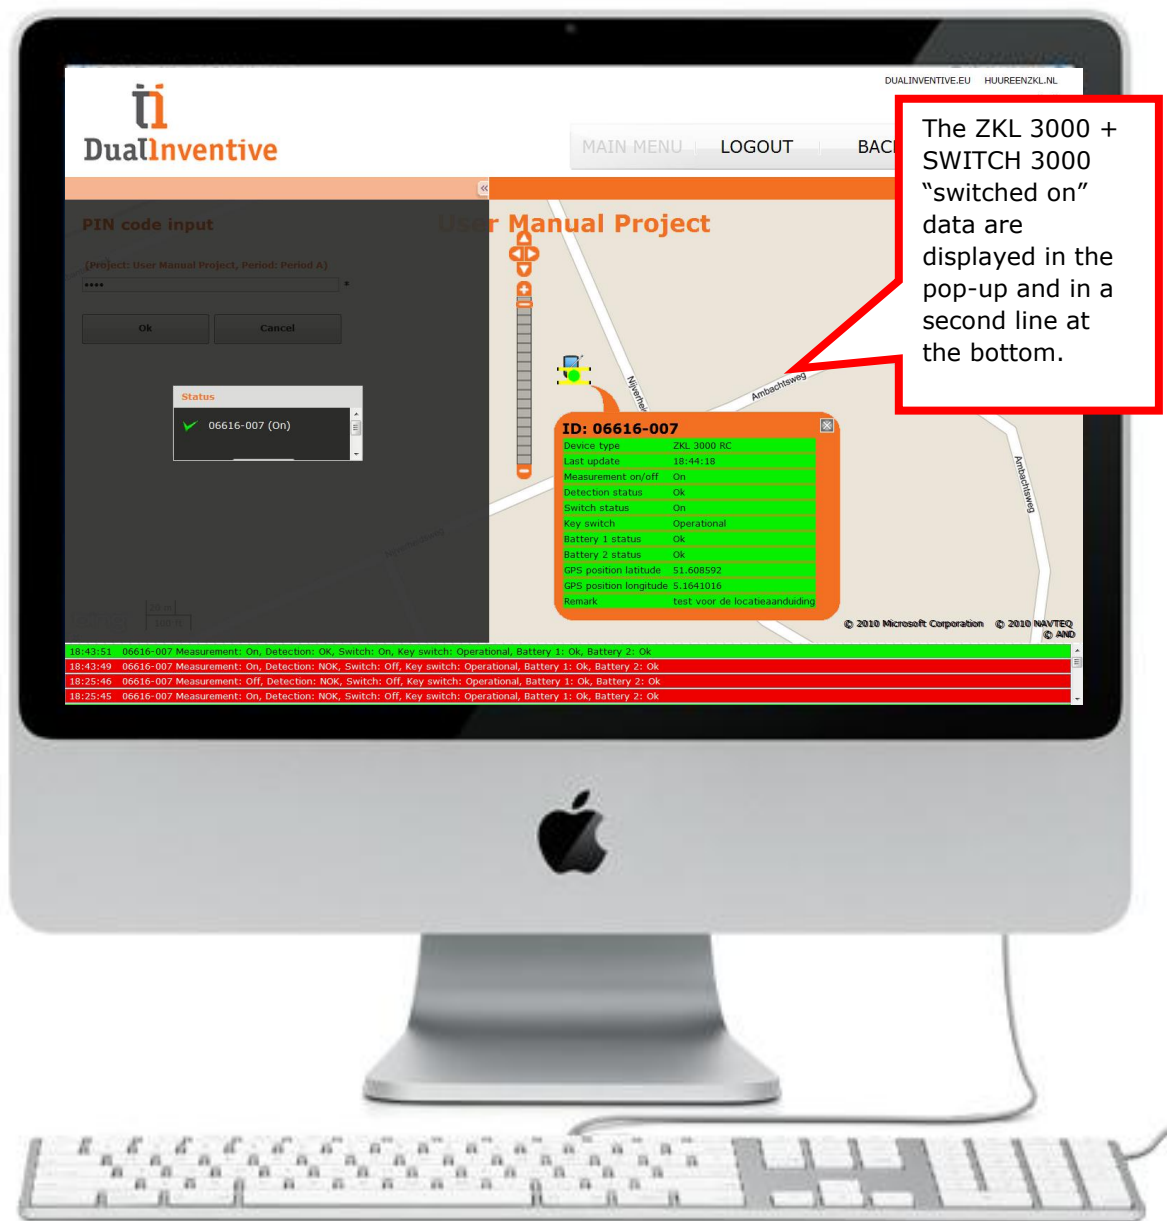 DUALINVENTIVE.EU HUUREENZKL.NL
DualInventive
MAIN MENU LOGOUT BAC
The ZKL 3000 +
SWITCH 3000
“switched on”
data are
displayed in the
pop-up and in a
second line at
the bottom.
«
PIN code input
User Manual Project
(Project: User Manual Project, Period: Period A)
•••• *
Ok Cancel
Status
06616-007 (On)
Ambachtsweg
Ambachtsweg
ID: 06616-007
Device type ZKL 3000 RC
Last update 18:44:18
Measurement on/off On
Detection status Ok
Switch status On
Key switch Operational
Battery 1 status Ok
Battery 2 status Ok
GPS position latitude 51.608592
GPS position longitude 5.1641016
Remark test voor de locatieaanduiding
20 m
100 ft
© 2010 Microsoft Corporation © 2010 NAVTEQ
© AND
18:43:51 06616-007 Measurement: On, Detection: OK, Switch: On, Key switch: Operational, Battery 1: Ok, Battery 2: Ok
18:43:49 06616-007 Measurement: On, Detection: NOK, Switch: Off, Key switch: Operational, Battery 1: Ok, Battery 2: Ok
18:25:46 06616-007 Measurement: Off, Detection: NOK, Switch: Off, Key switch: Operational, Battery 1: Ok, Battery 2: Ok
18:25:45 06616-007 Measurement: On, Detection: NOK, Switch: Off, Key switch: Operational, Battery 1: Ok, Battery 2: Ok